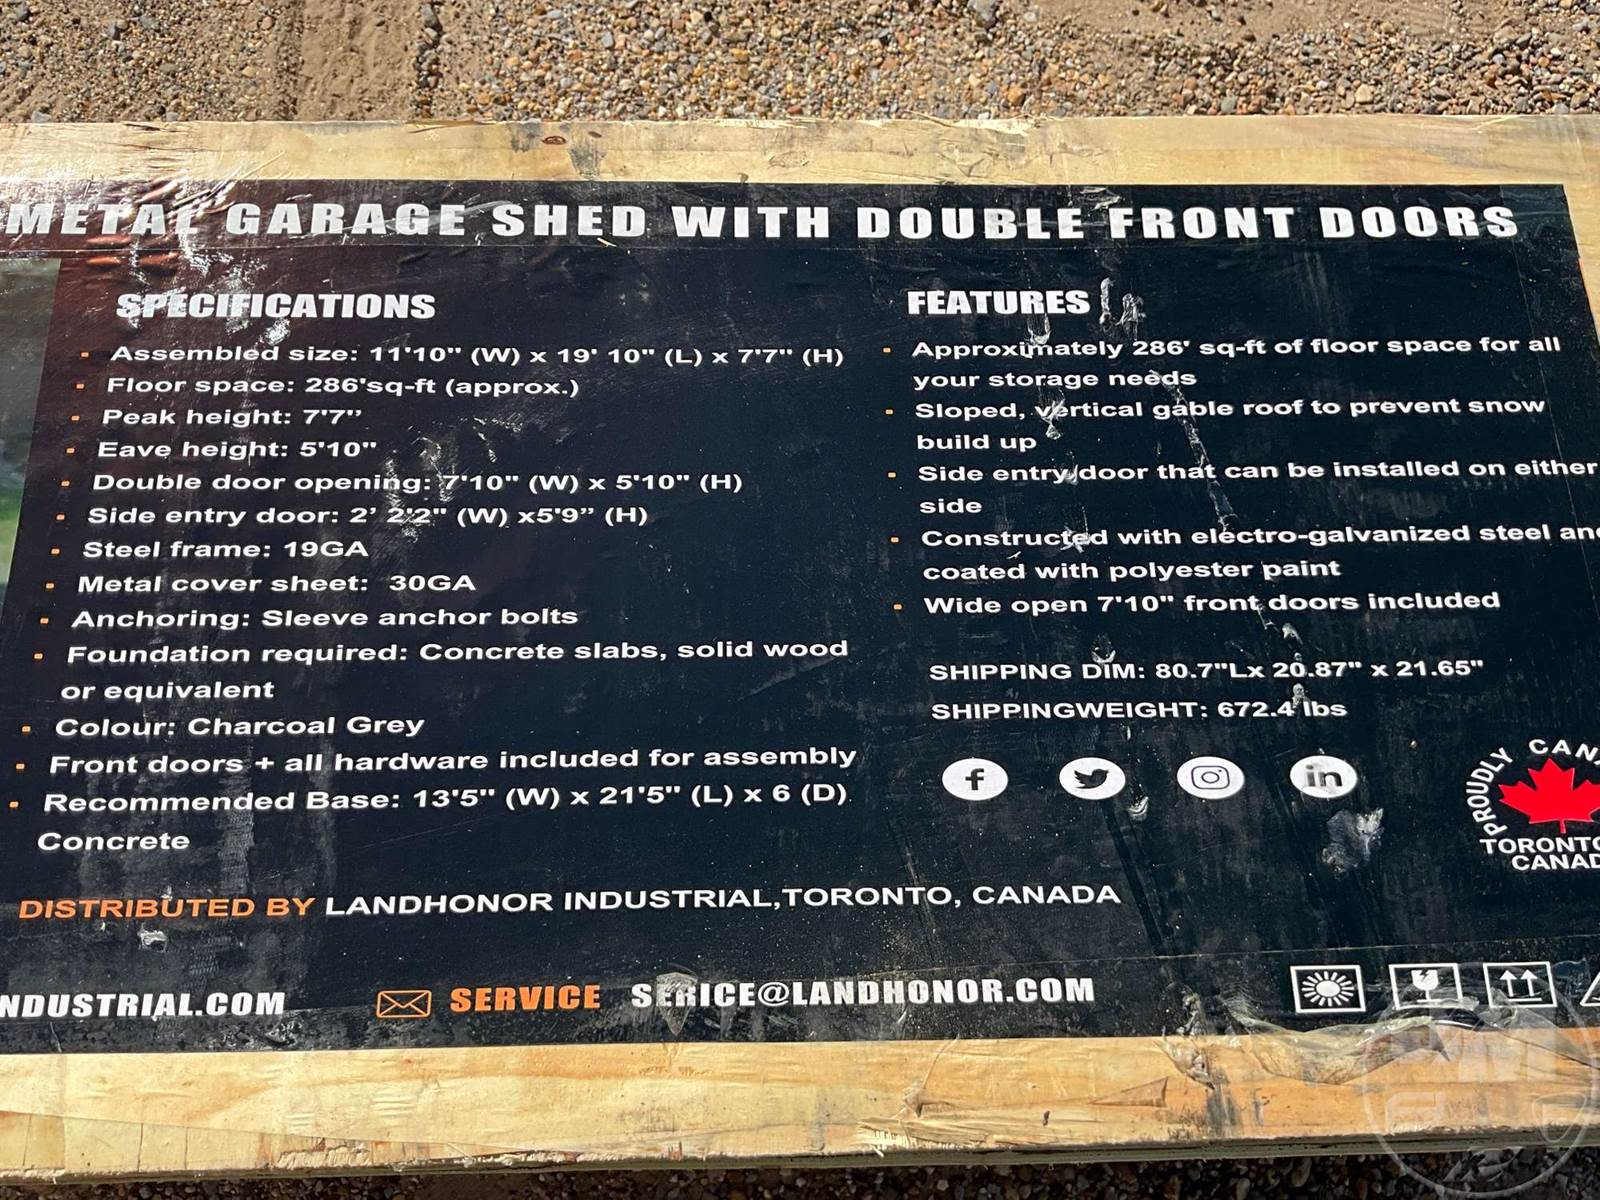 METAL GARAGE SHED WITH DOUBLE FRONT DOORS
SPECIFICATIONS
Assembled size: 11'10" (W) x 19' 10" (L) x 7'7" (H)
Floor space: 286'sq-ft (approx.)
Peak height: 7'7’’
Eave height: 5'10"
Double door opening: 7'10" (W) x 5'10" (H)
Side entry door: 2’ 2'2" (W) x5'9” (H)
Steel frame: 19GA
Metal cover sheet: 30GA
Anchoring: Sleeve anchor bolts
Foundation required: Concrete slabs, solid wood
or equivalent
Colour: Charcoal Grey
Front doors + all hardware included for assembly
Recommended Base: 13'5" (W) x 21'5" (L) x 6 (D)
Concrete
FEATURES
Approximately 286' sq-ft of floor space for all
your storage needs
Sloped, vertical gable roof to prevent snow
build up
Side entry door that can be installed on either
side
Constructed with electro-galvanized steel an
coated with polyester paint
Wide open 7'10" front doors included
SHIPPING DIM: 80.7"Lx 20.87" x 21.65"
SHIPPINGWEIGHT: 672.4 lbs
PROUDLY CAN
TORONTO
CANAD
DISTRIBUTED BY LANDHONOR INDUSTRIAL,TORONTO, CANADA
NDUSTRIAL.COM
SERVICE SERICE@LANDHONOR.COM